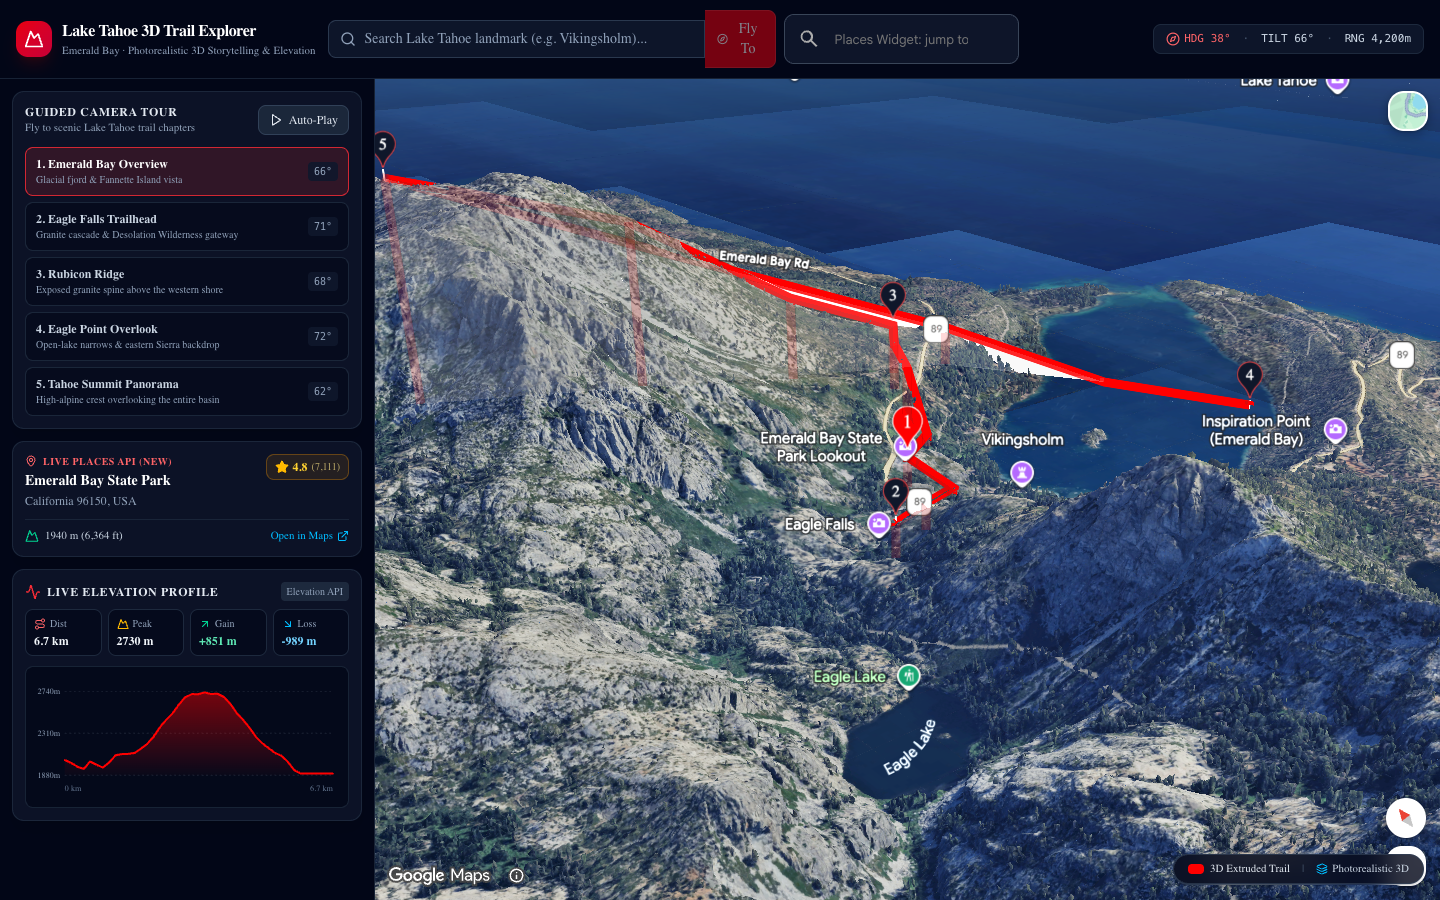 Lake Tahoe 3D Trail Explorer
Emerald Bay · Photorealistic 3D Storytelling & Elevation
Search Lake Tahoe landmark (e.g. Vikingsholm)...
Fly
To
Places Widget: jump to
HDG 38° · TILT 66° · RNG 4,200m
GUIDED CAMERA TOUR
Fly to scenic Lake Tahoe trail chapters
Auto-Play
1. Emerald Bay Overview
Glacial fjord & Fannette Island vista
66°
2. Eagle Falls Trailhead
Granite cascade & Desolation Wilderness gateway
71°
3. Rubicon Ridge
Exposed granite spine above the western shore
68°
4. Eagle Point Overlook
Open-lake narrows & eastern Sierra backdrop
72°
5. Tahoe Summit Panorama
High-alpine crest overlooking the entire basin
62°
LIVE PLACES API (NEW)
Emerald Bay State Park
California 96150, USA
4.8 (7,111)
1940 m (6,364 ft)
Open in Maps
LIVE ELEVATION PROFILE
Elevation API
Dist
6.7 km
Peak
2730 m
Gain
+851 m
Loss
-989 m
2740m
2310m
1880m
0 km
6.7 km
Lake Tahoe
5
Emerald Bay Rd
3
89
89
4
1
Emerald Bay State
Park Lookout
Vikingsholm
Inspiration Point
(Emerald Bay)
2
89
Eagle Falls
Eagle Lake
Eagle Lake
Google Maps
3D Extruded Trail
Photorealistic 3D